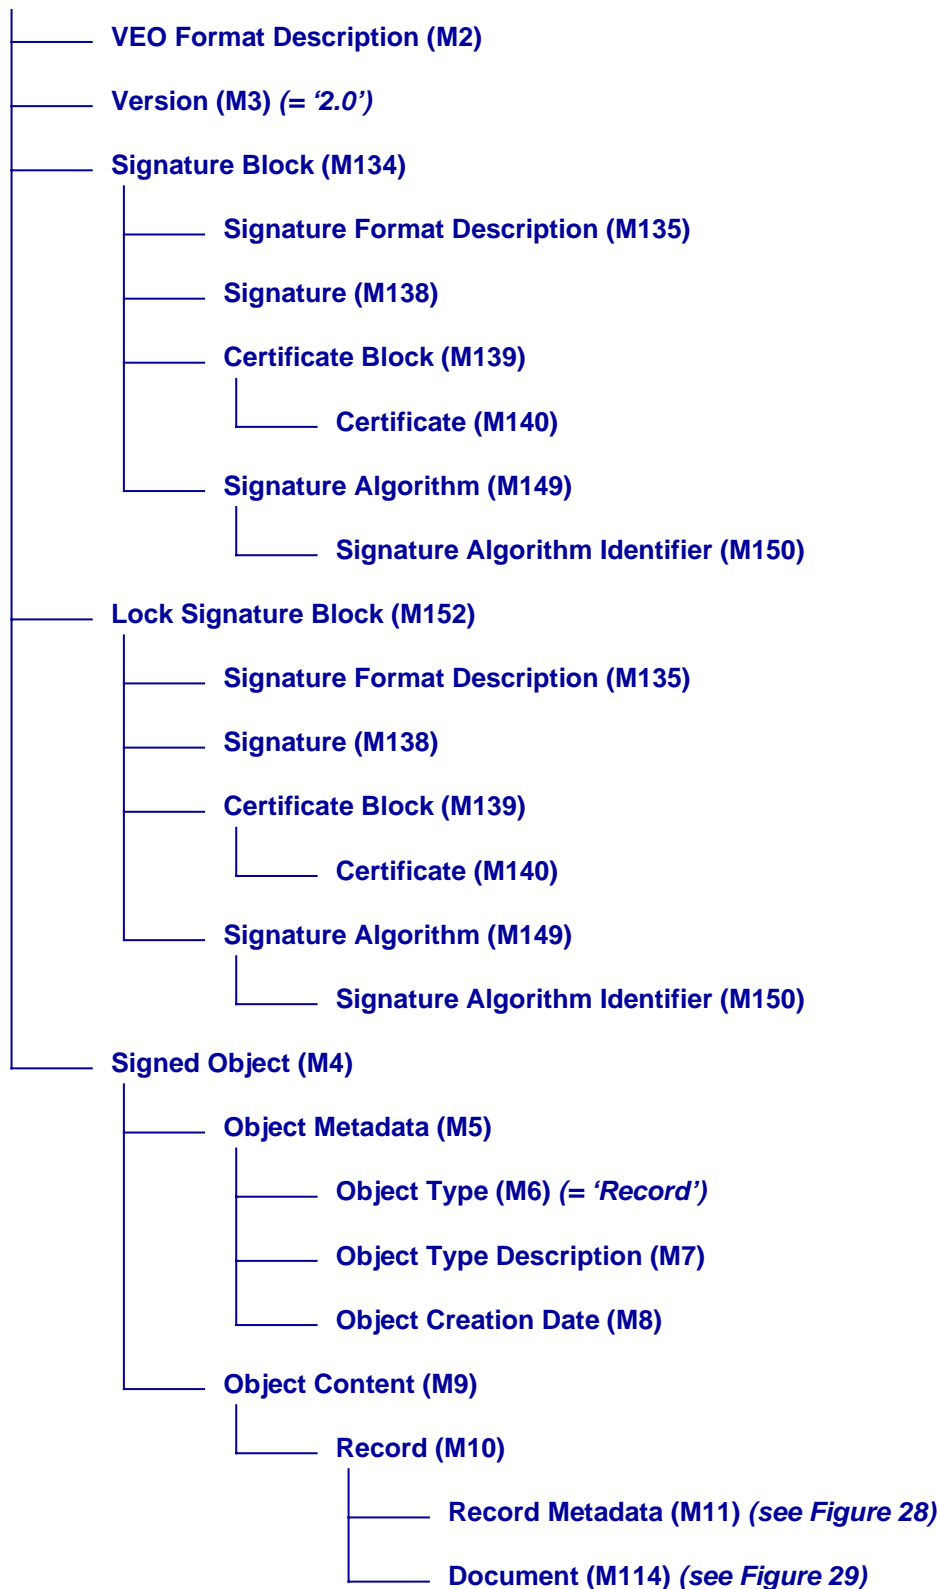 VEO Format Description (M2)
Version (M3) (= ‘2.0’)
Signature Block (M134)
Signature Format Description (M135)
Signature (M138)
Certificate Block (M139)
Certificate (M140)
Signature Algorithm (M149)
Signature Algorithm Identifier (M150)
Lock Signature Block (M152)
Signature Format Description (M135)
Signature (M138)
Certificate Block (M139)
Certificate (M140)
Signature Algorithm (M149)
Signature Algorithm Identifier (M150)
Signed Object (M4)
Object Metadata (M5)
Object Type (M6) (= ‘Record’)
Object Type Description (M7)
Object Creation Date (M8)
Object Content (M9)
Record (M10)
Record Metadata (M11) (see Figure 28)
Document (M114) (see Figure 29)